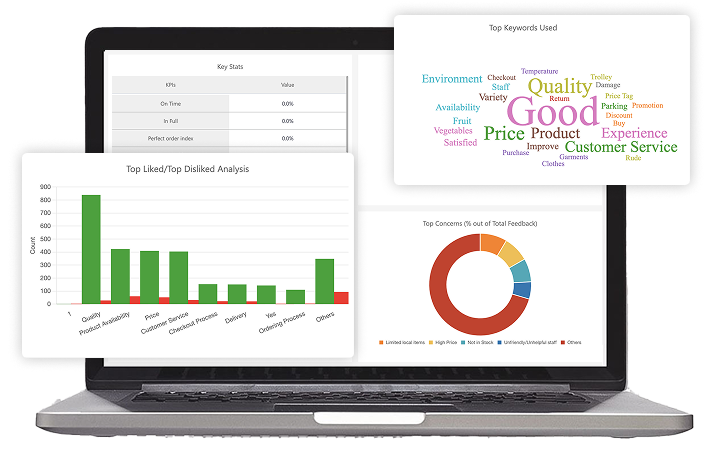 Top Keywords Used
Temperature
Environment Checkout Trolley
Staff Quality Damage
Variety Return Price Tag
Availability Good Parking Promotion
Fruit Discount
Buy
Vegetables Price Product Experience
Satisfied Improve Customer Service
Purchase Garments Rude
Clothes
Key Stats
KPIs Value
On Time 0.0%
In Full 0.0%
Perfect order index 0.0%
Top Liked/Top Disliked Analysis
Count
900
800
700
600
500
400
300
200
100
0
1 Quality Product Availability Price Customer Service Checkout Process Delivery Yes Ordering Process Others
Top Concerns (% out of Total Feedback)
Limited local items High Price Not in Stock Unfriendly/Unhelpful staff Others